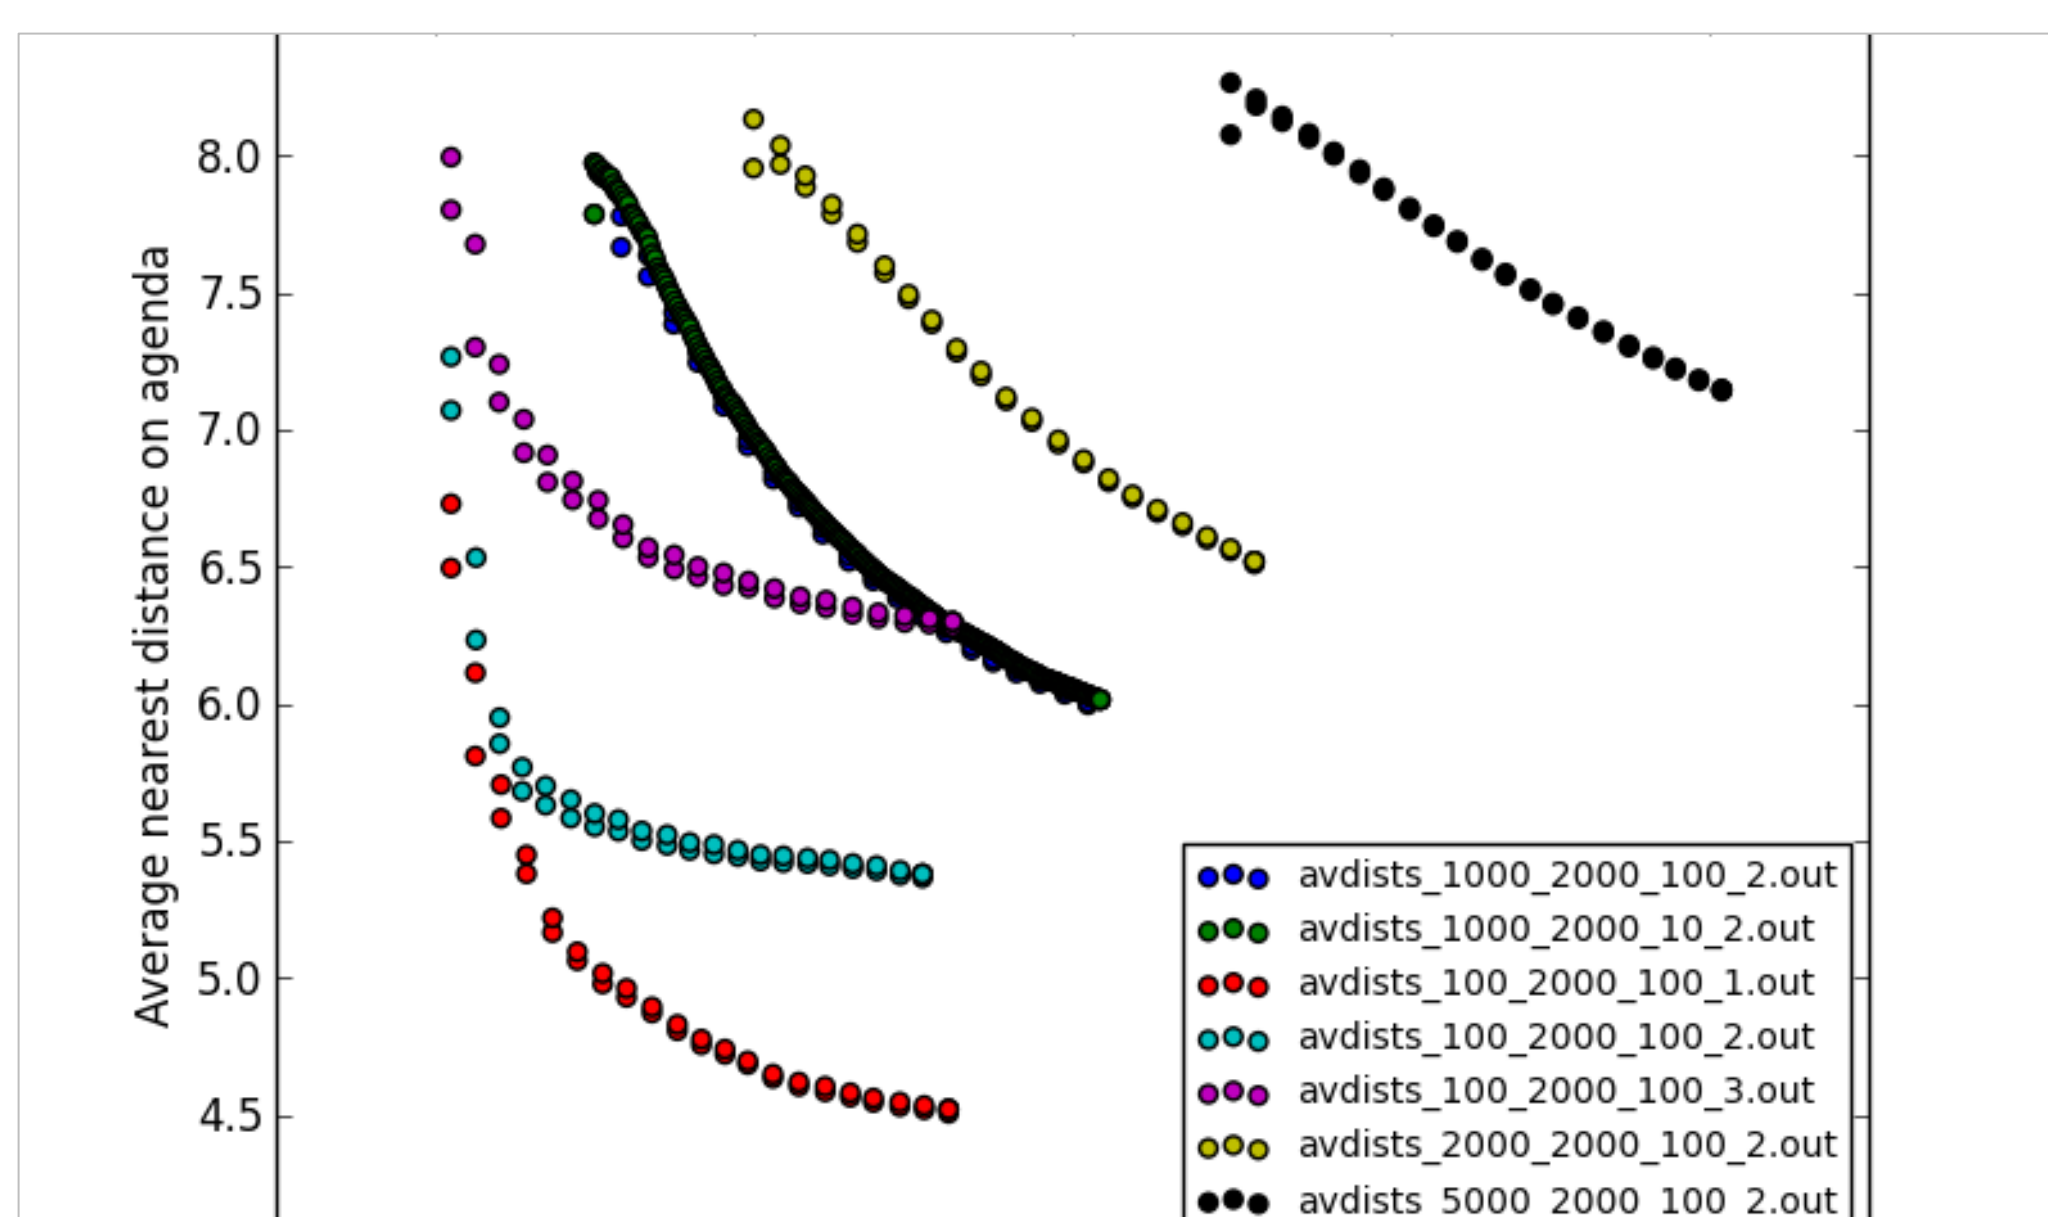 Average nearest distance on agenda
8.0
7.5
7.0
6.5
6.0
5.5
5.0
4.5
avdists_1000_2000_100_2.out
avdists_1000_2000_10_2.out
avdists_100_2000_100_1.out
avdists_100_2000_100_2.out
avdists_100_2000_100_3.out
avdists_2000_2000_100_2.out
avdists_5000_2000_100_2.out